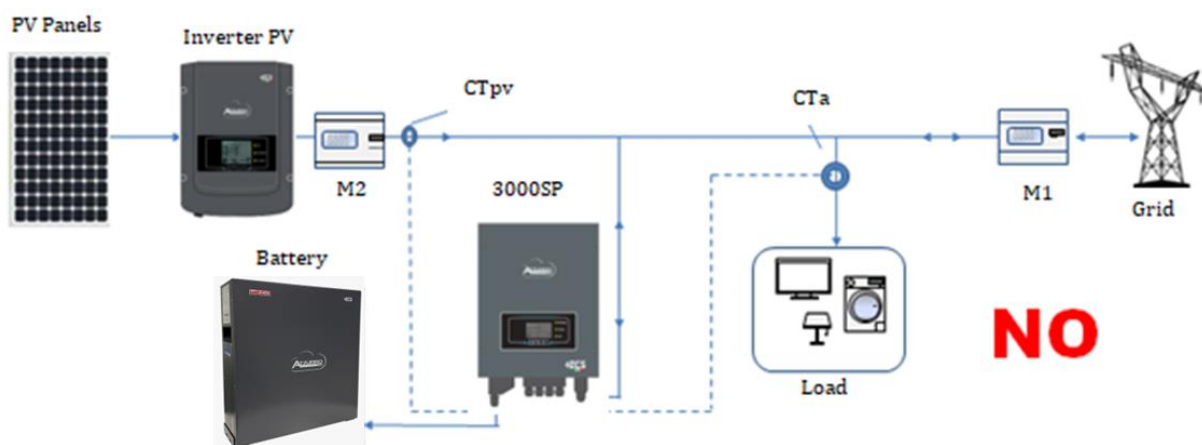 PV Panels
Inverter PV
CTpv
CTa
M2
3000SP
M1
Grid
Battery
Load
NO